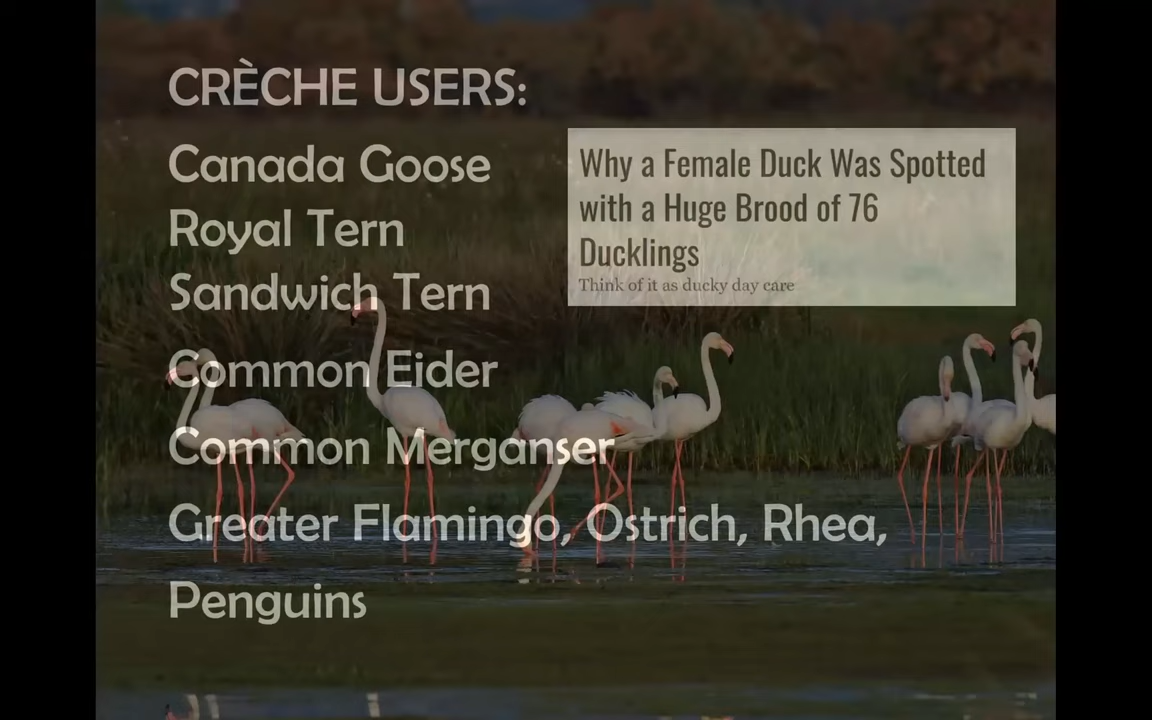 CRÈCHE USERS:
Canada Goose
Royal Tern
Sandwich Tern
Common Eider
Common Merganser
Greater Flamingo, Ostrich, Rhea,
Penguins
Why a Female Duck Was Spotted
with a Huge Brood of 76
Ducklings
Think of it as ducky day care